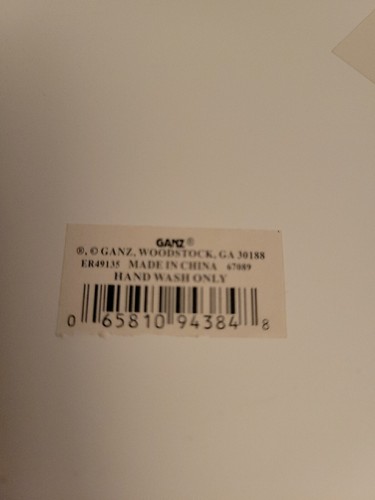 GANZ®
®, © GANZ, WOODSTOCK, GA 30188
ER49135 MADE IN CHINA 67089
HAND WASH ONLY
0 65810 94384 8